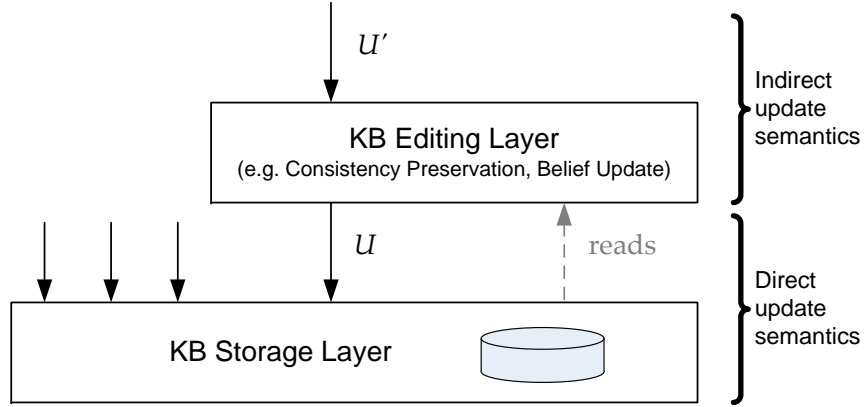 U’
Indirect
update
semantics
KB Editing Layer
(e.g. Consistency Preservation, Belief Update)
U
reads
Direct
update
semantics
KB Storage Layer